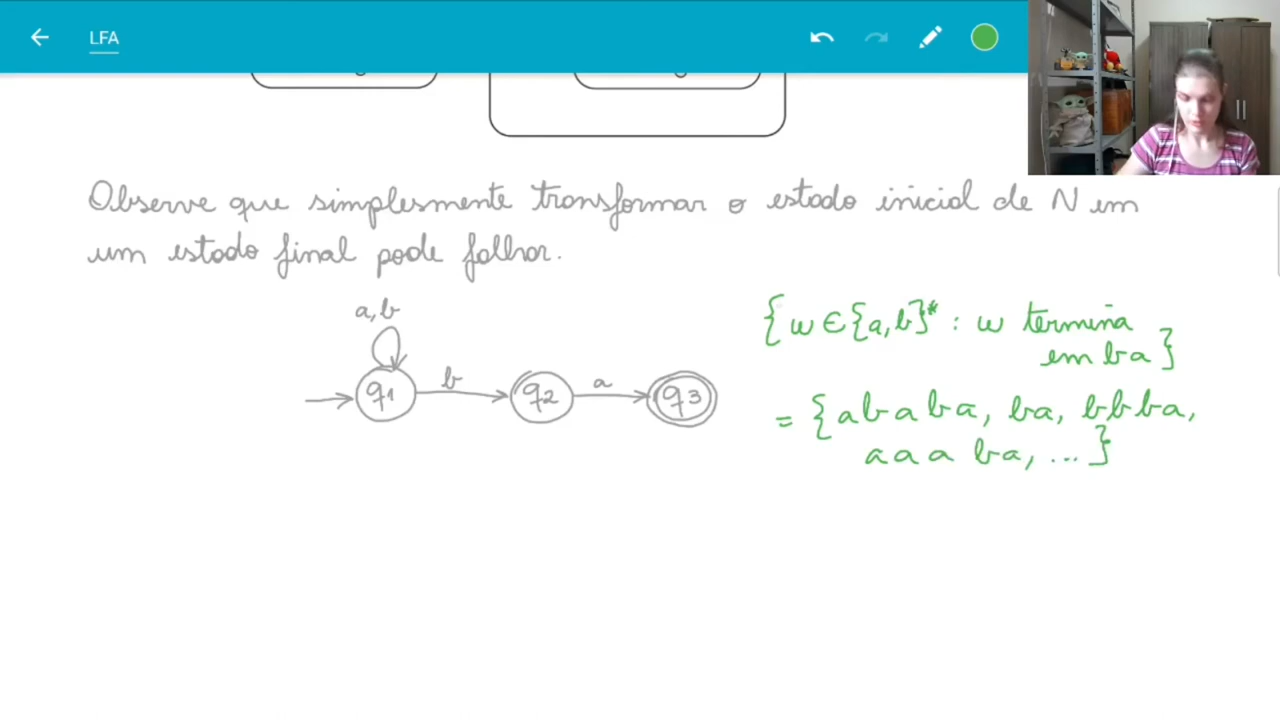 LFA
Observe que simplesmente transformar o estado inicial de N em
um estado final pode falhar.
a,b
{w ∈ {a,b}* : w termina
em ba}
q1 b q2 a q3
= {ababa, ba, bbba,
aaaba, ...}